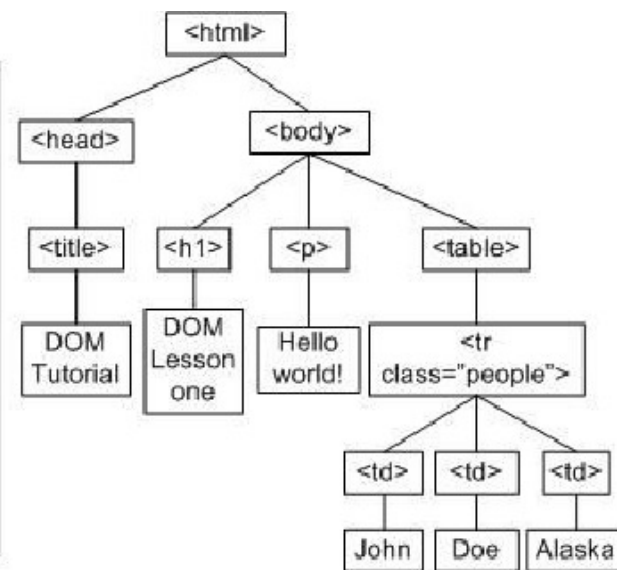 <html>
<head>
<body>
<title>
<h1>
<p>
<table>
DOM
Tutorial
DOM
Lesson
one
Hello
world!
<tr
class="people">
<td>
<td>
<td>
John
Doe
Alaska